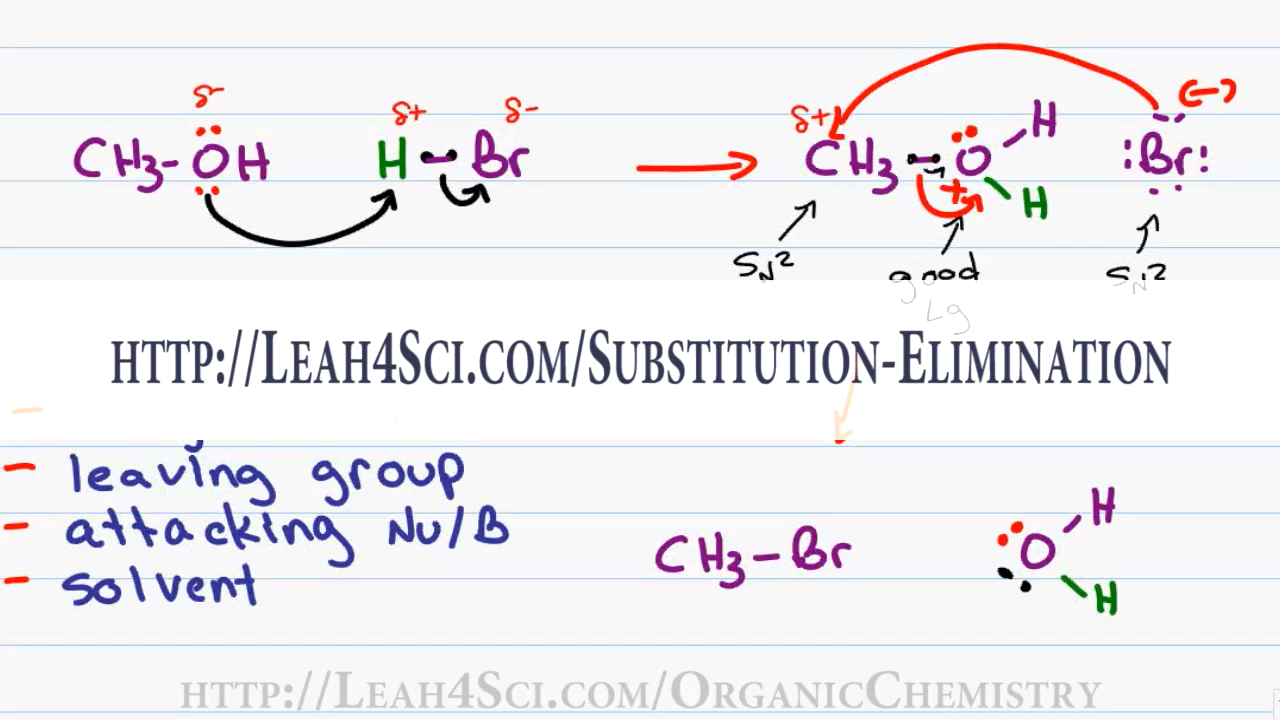 δ- δ+ δ- δ+ (-)
CH3-OH H-Br → CH3-O+ H H :Br:
SN2 good SN2
Lg
HTTP://LEAH4SCI.COM/SUBSTITUTION-ELIMINATION
- leaving group
- attacking Nu/B
- solvent
CH3-Br O H H
HTTP://LEAH4SCI.COM/ORGANICCHEMISTRY